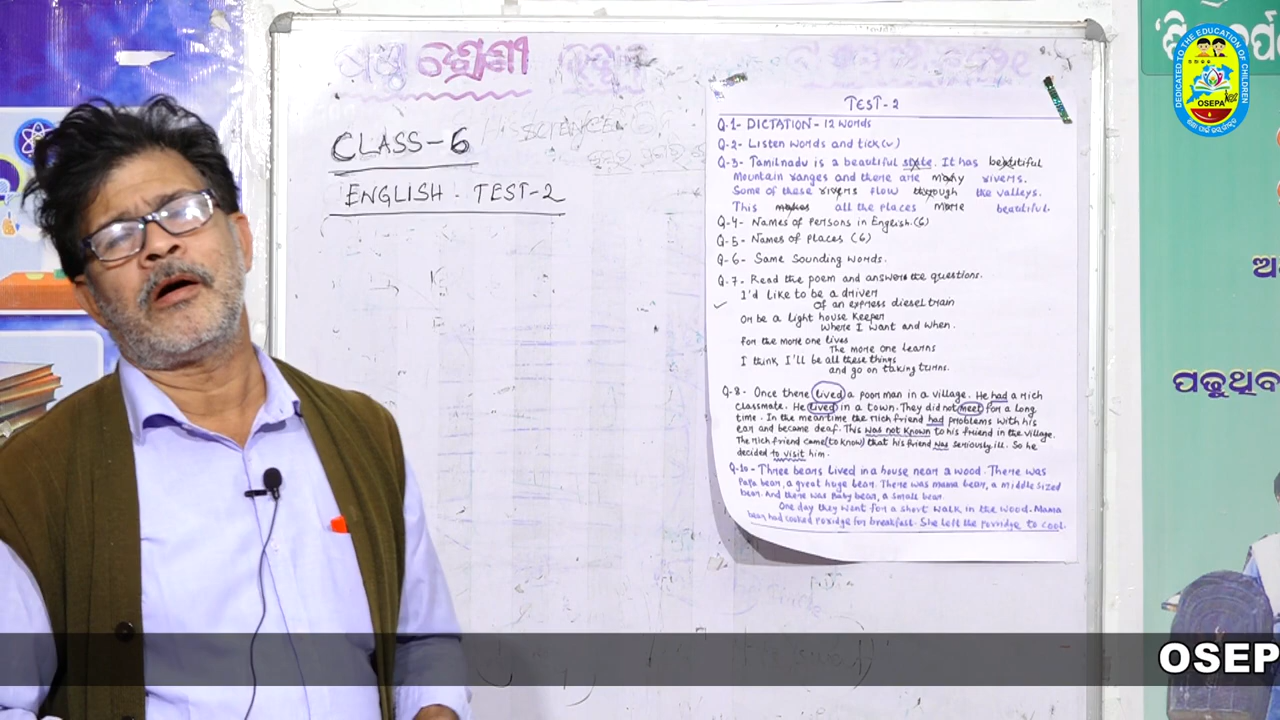 ଷଷ୍ଠ ଶ୍ରେଣୀ
CLASS-6
SCIENCE
ENGLISH - TEST-2
TEST-2
Q-1- DICTATION - 12 words
Q-2- Listen words and tick(✓)
Q-3- Tamilnadu is a beautiful state. It has beautiful
Mountain ranges and there are many rivers.
Some of these rivers flow through the valleys.
This makes all the places more beautiful.
Q-4- Names of persons in English.(6)
Q-5- Names of places (6)
Q-6- Same Sounding words.
Q-7- Read the poem and answers the questions.
I'd like to be a driver
Of an express diesel train
Or be a light house keeper
Where I want and when.
For the more one lives
The more one learns
I think I'll be all these things
and go on taking turns.
Q-8- Once there lived a poor man in a village. He had a rich
classmate. He lived in a town. They did not meet for a long
time. In the meantime the rich friend had problems with his
ear and became deaf. This was not known to his friend in the village.
The rich friend came (to know) that his friend was seriously ill. So he
decided to visit him.
Q-10- Three bears lived in a house near a wood. There was
Papa bear, a great huge bear. There was mama bear, a middle sized
bear. And there was Baby bear, a small bear.
One day they went for a short walk in the wood. Mama
bear had cooked porridge for breakfast. She left the porridge to cool.
DEDICATED TO THE EDUCATION OF CHILDREN
OSEPA
ପଢୁଥିବ
OSEP